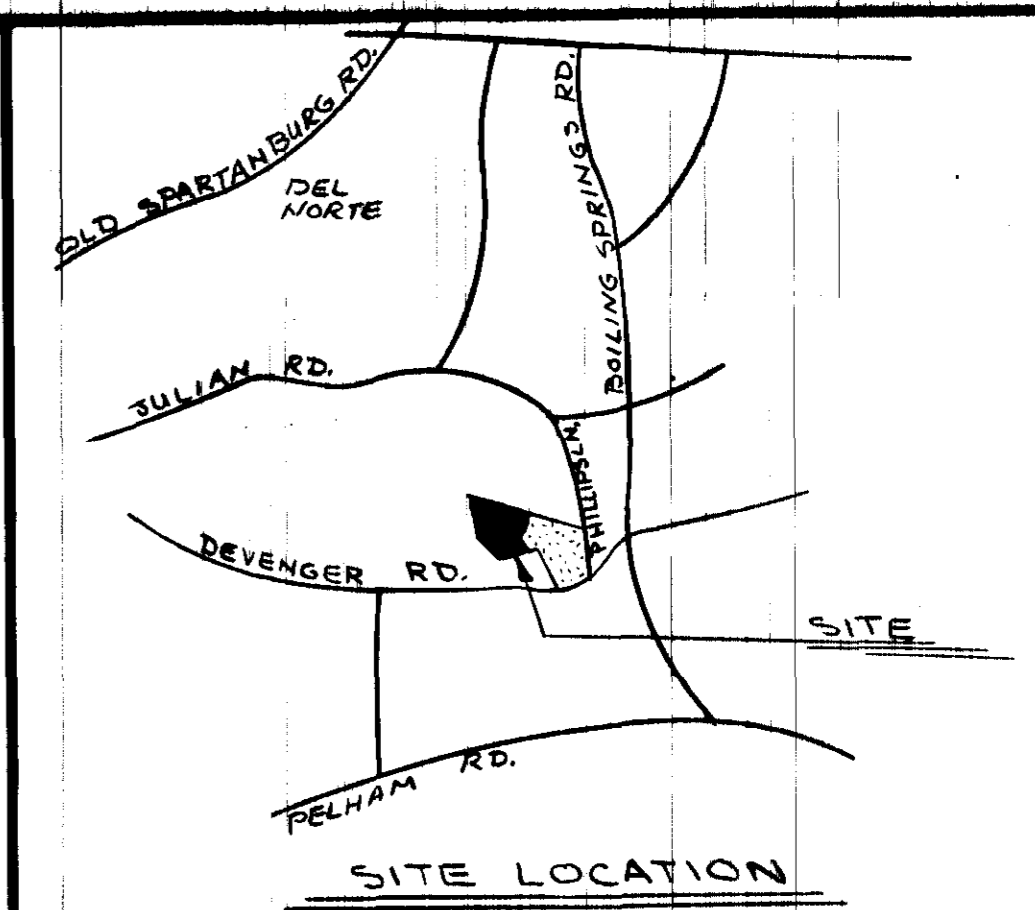 OLD SPARTANBURG RD.
DEL
NORTE
BOILING SPRINGS RD.
JULIAN RD.
PHILLIPS LN.
DEVENGER RD.
SITE
PELHAM RD.
SITE LOCATION